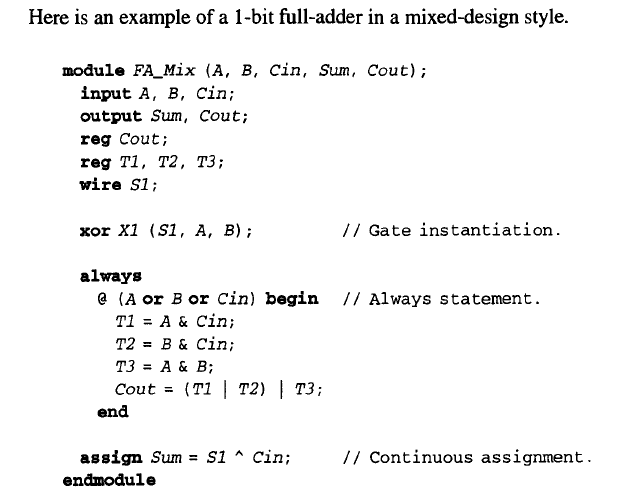 Here is an example of a 1-bit full-adder in a mixed-design style.
module FA_Mix (A, B, Cin, Sum, Cout);
input A, B, Cin;
output Sum, Cout;
reg Cout;
reg T1, T2, T3;
wire S1;
xor X1 (S1, A, B); // Gate instantiation.
always
@ (A or B or Cin) begin // Always statement.
T1 = A & Cin;
T2 = B & Cin;
T3 = A & B;
Cout = (T1 | T2) | T3;
end
assign Sum = S1 ^ Cin; // Continuous assignment.
endmodule